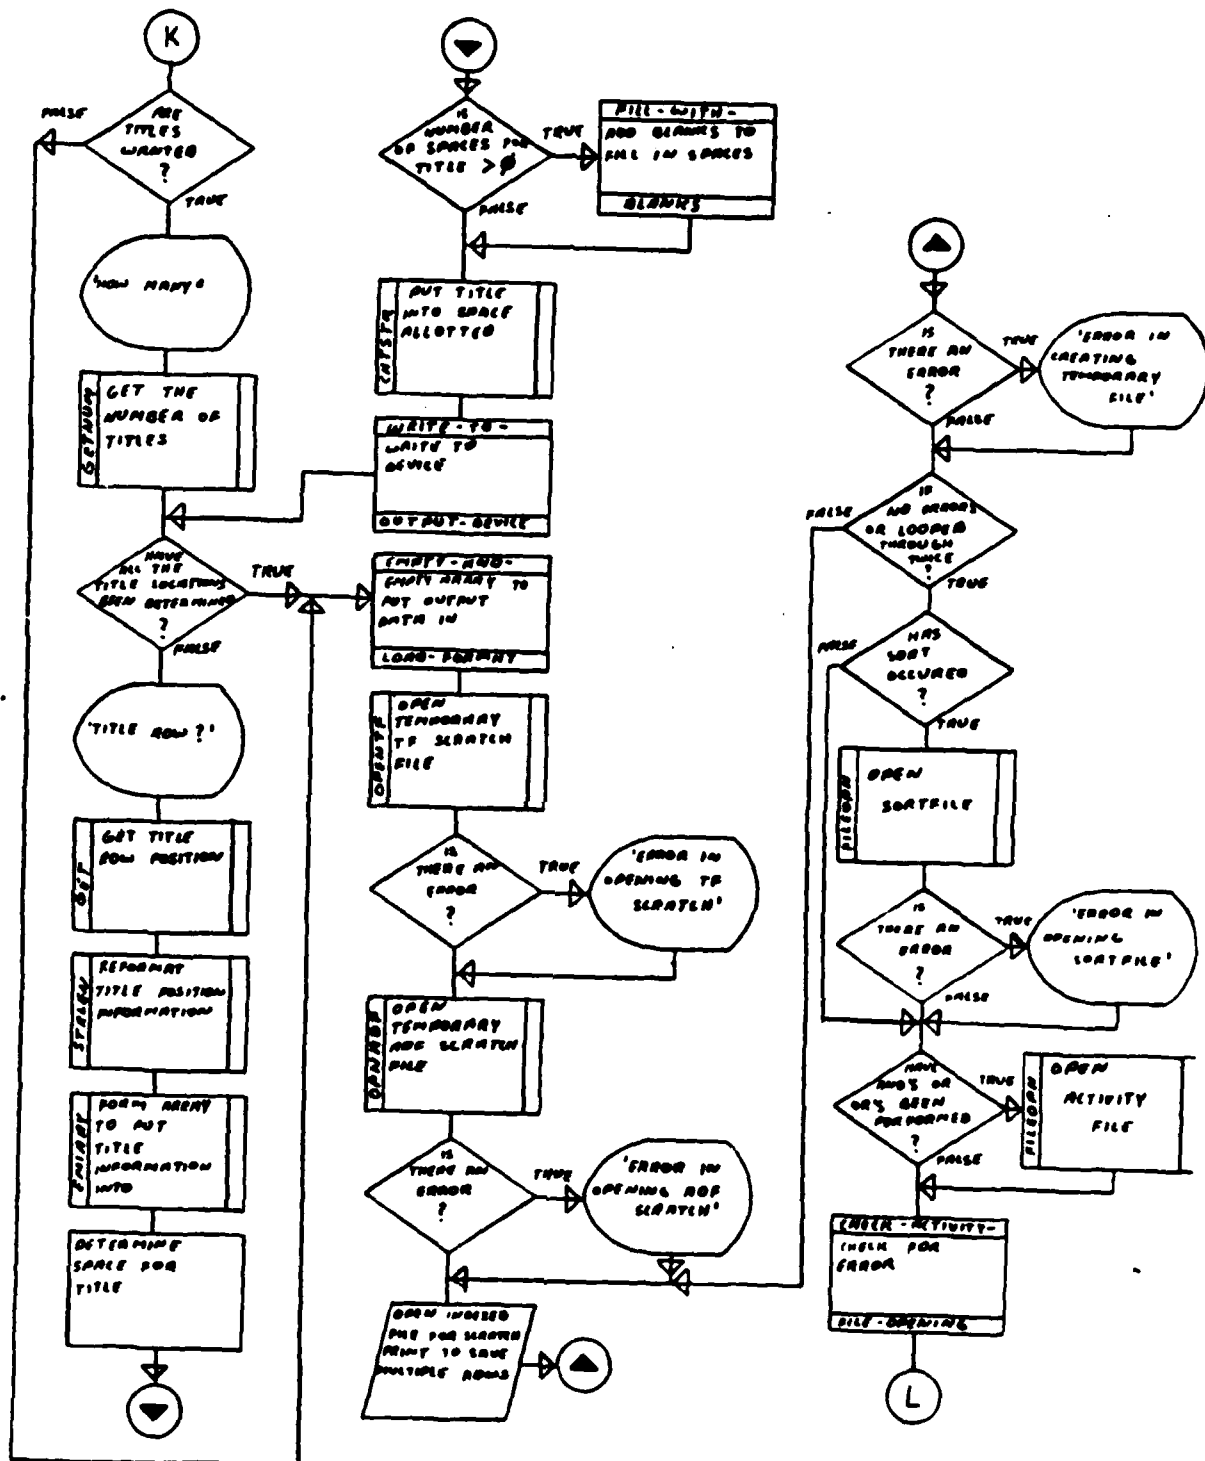 K
FALSE
ARE
TITLES
WANTED
?
TRUE
'HOW MANY'
GETNUM
GET THE
NUMBER OF
TITLES
HAVE
ALL THE
TITLE LOCATIONS
BEEN DETERMINED
?
TRUE
FALSE
'TITLE ROW?'
GET
GET TITLE
ROW POSITION
STRLEN
REFORMAT
TITLE POSITION
INFORMATION
FORM ARRAY
TO PUT
TITLE
INFORMATION
INTO
DETERMINE
SPACE FOR
TITLE
IS
NUMBER
OF SPACES FOR
TITLE > Ø
TRUE
FALSE
FILL-WITH-
ADD BLANKS TO
FILL IN SPACES
BLANKS
PUT TITLE
INTO SPACE
ALLOTTED
WRITE-TO-
WRITE TO
DEVICE
OUTPUT-DEVICE
EMPTY-AND-
EMPTY ARRAY TO
PUT OUTPUT
DATA IN
LOAD-FORMAT
OPENTF
OPEN
TEMPORARY
TF SCRATCH
FILE
IS
THERE AN
ERROR
?
TRUE
'ERROR IN
OPENING TF
SCRATCH'
FALSE
OPEN
TEMPORARY
ADF SCRATCH
FILE
IS
THERE AN
ERROR
?
TRUE
'ERROR IN
OPENING ADF
SCRATCH'
FALSE
OPEN INDEXED
FILE FOR SCRATCH
PRINT TO SAVE
MULTIPLE ROWS
IS
THERE AN
ERROR
?
TRUE
'ERROR IN
CREATING
TEMPORARY
FILE'
FALSE
IF
NO ERRORS
OR LOOPED
THROUGH
TWICE
?
FALSE
TRUE
HAS
SORT
OCCURED
?
FALSE
TRUE
FILEOPN
OPEN
SORTFILE
IS
THERE AN
ERROR
?
TRUE
'ERROR IN
OPENING
SORTFILE'
FALSE
HAVE
AND'S OR
OR'S BEEN
PERFORMED
?
TRUE
FILEOPN
OPEN
ACTIVITY
FILE
FALSE
CHECK-ACTIVITY-
CHECK FOR
ERROR
FILE-OPENING
L